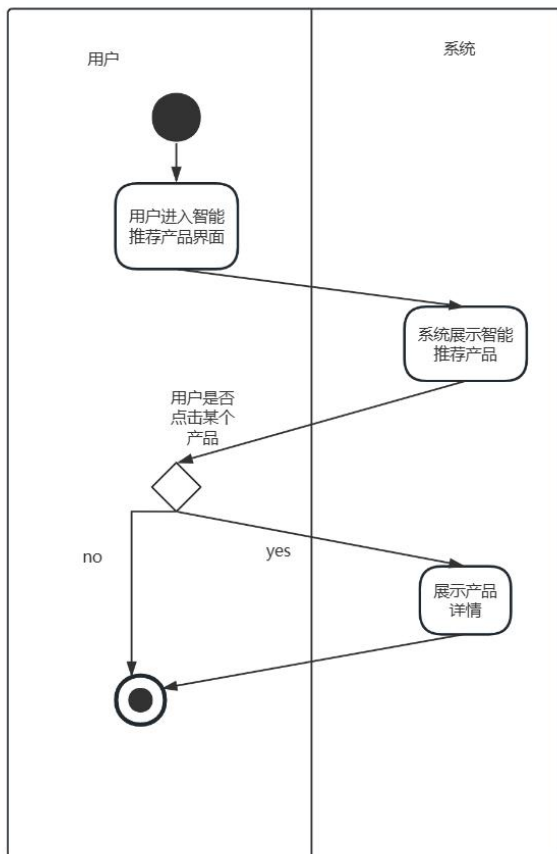 用户
系统
用户进入智能
推荐产品界面
系统展示智能
推荐产品
用户是否
点击某个
产品
no
yes
展示产品
详情